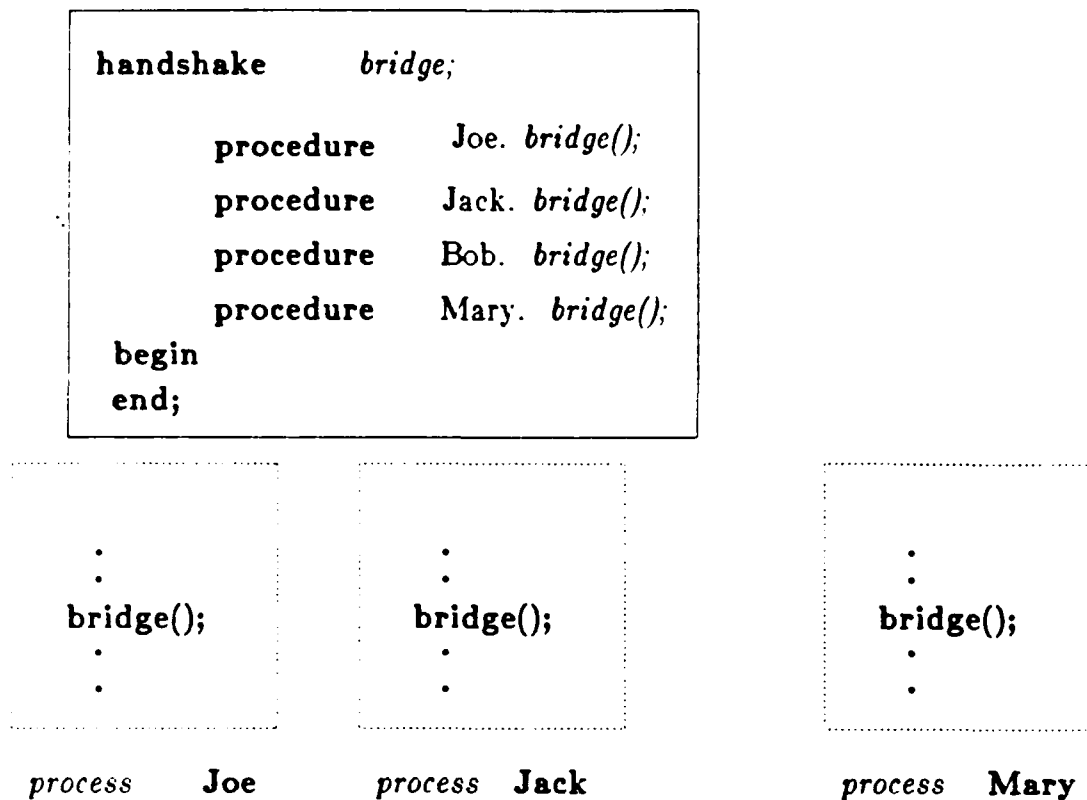 handshake bridge;
procedure Joe. bridge();
procedure Jack. bridge();
procedure Bob. bridge();
procedure Mary. bridge();
begin
end;
bridge(); bridge(); bridge();
process Joe process Jack process Mary